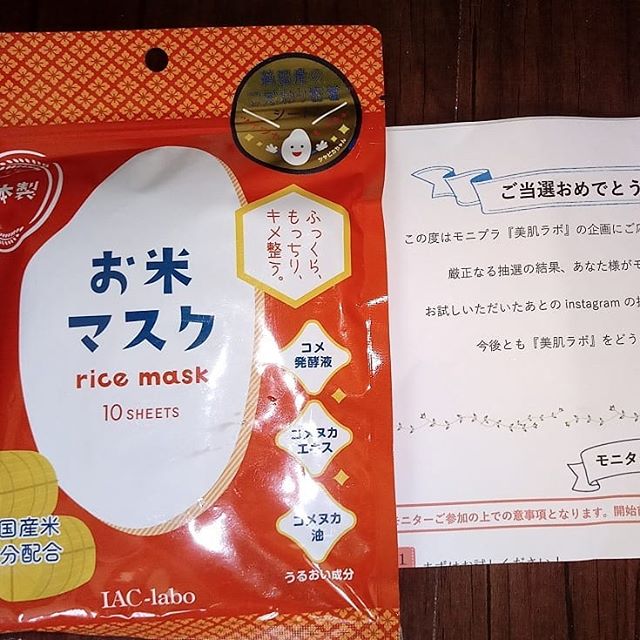 本製
お米
マスク
rice mask
10 SHEETS
ふっくら、
もっちり、
キメ整う。
コメ
発酵液
コメヌカ
エキス
コメヌカ
油
うるおい成分
国産米
分配合
IAC-labo
ご当選おめでとう
この度はモニプラ『美肌ラボ』の企画にご応
厳正なる抽選の結果、あなた様がモ
お試しいただいたあとの instagram の投
今後とも『美肌ラボ』をどう
モニタ
モニターご参加の上での意事項となります。開始前
1